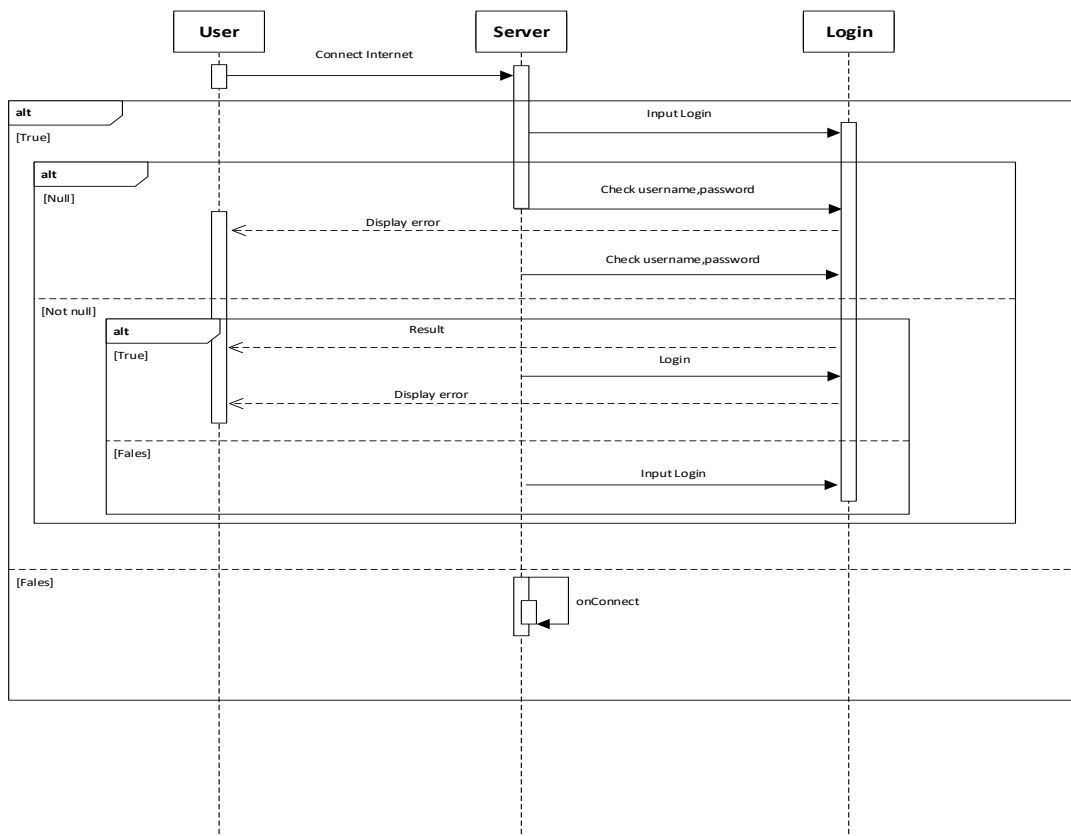 User
Server
Login
Connect Internet
alt
[True]
Input Login
alt
[Null]
Check username,password
Display error
Check username,password
[Not null]
alt
Result
[True]
Login
Display error
[Fales]
Input Login
[Fales]
onConnect